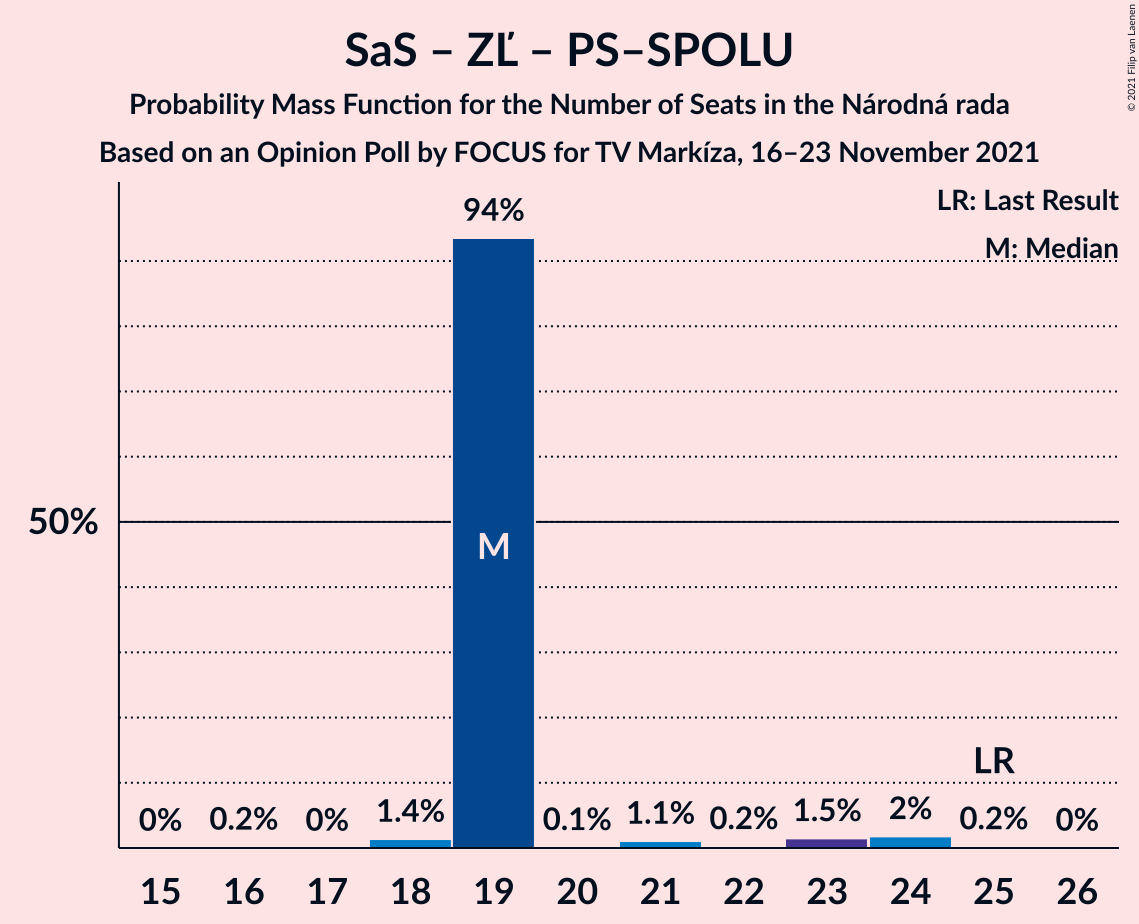 SaS – ZĽ – PS–SPOLU
Probability Mass Function for the Number of Seats in the Národná rada
Based on an Opinion Poll by FOCUS for TV Markíza, 16–23 November 2021
© 2021 Filip van Laenen
LR: Last Result
M: Median
94%
50%
M
LR
0% 0.2% 0% 1.4% 0.1% 1.1% 0.2% 1.5% 2% 0.2% 0%
15 16 17 18 19 20 21 22 23 24 25 26